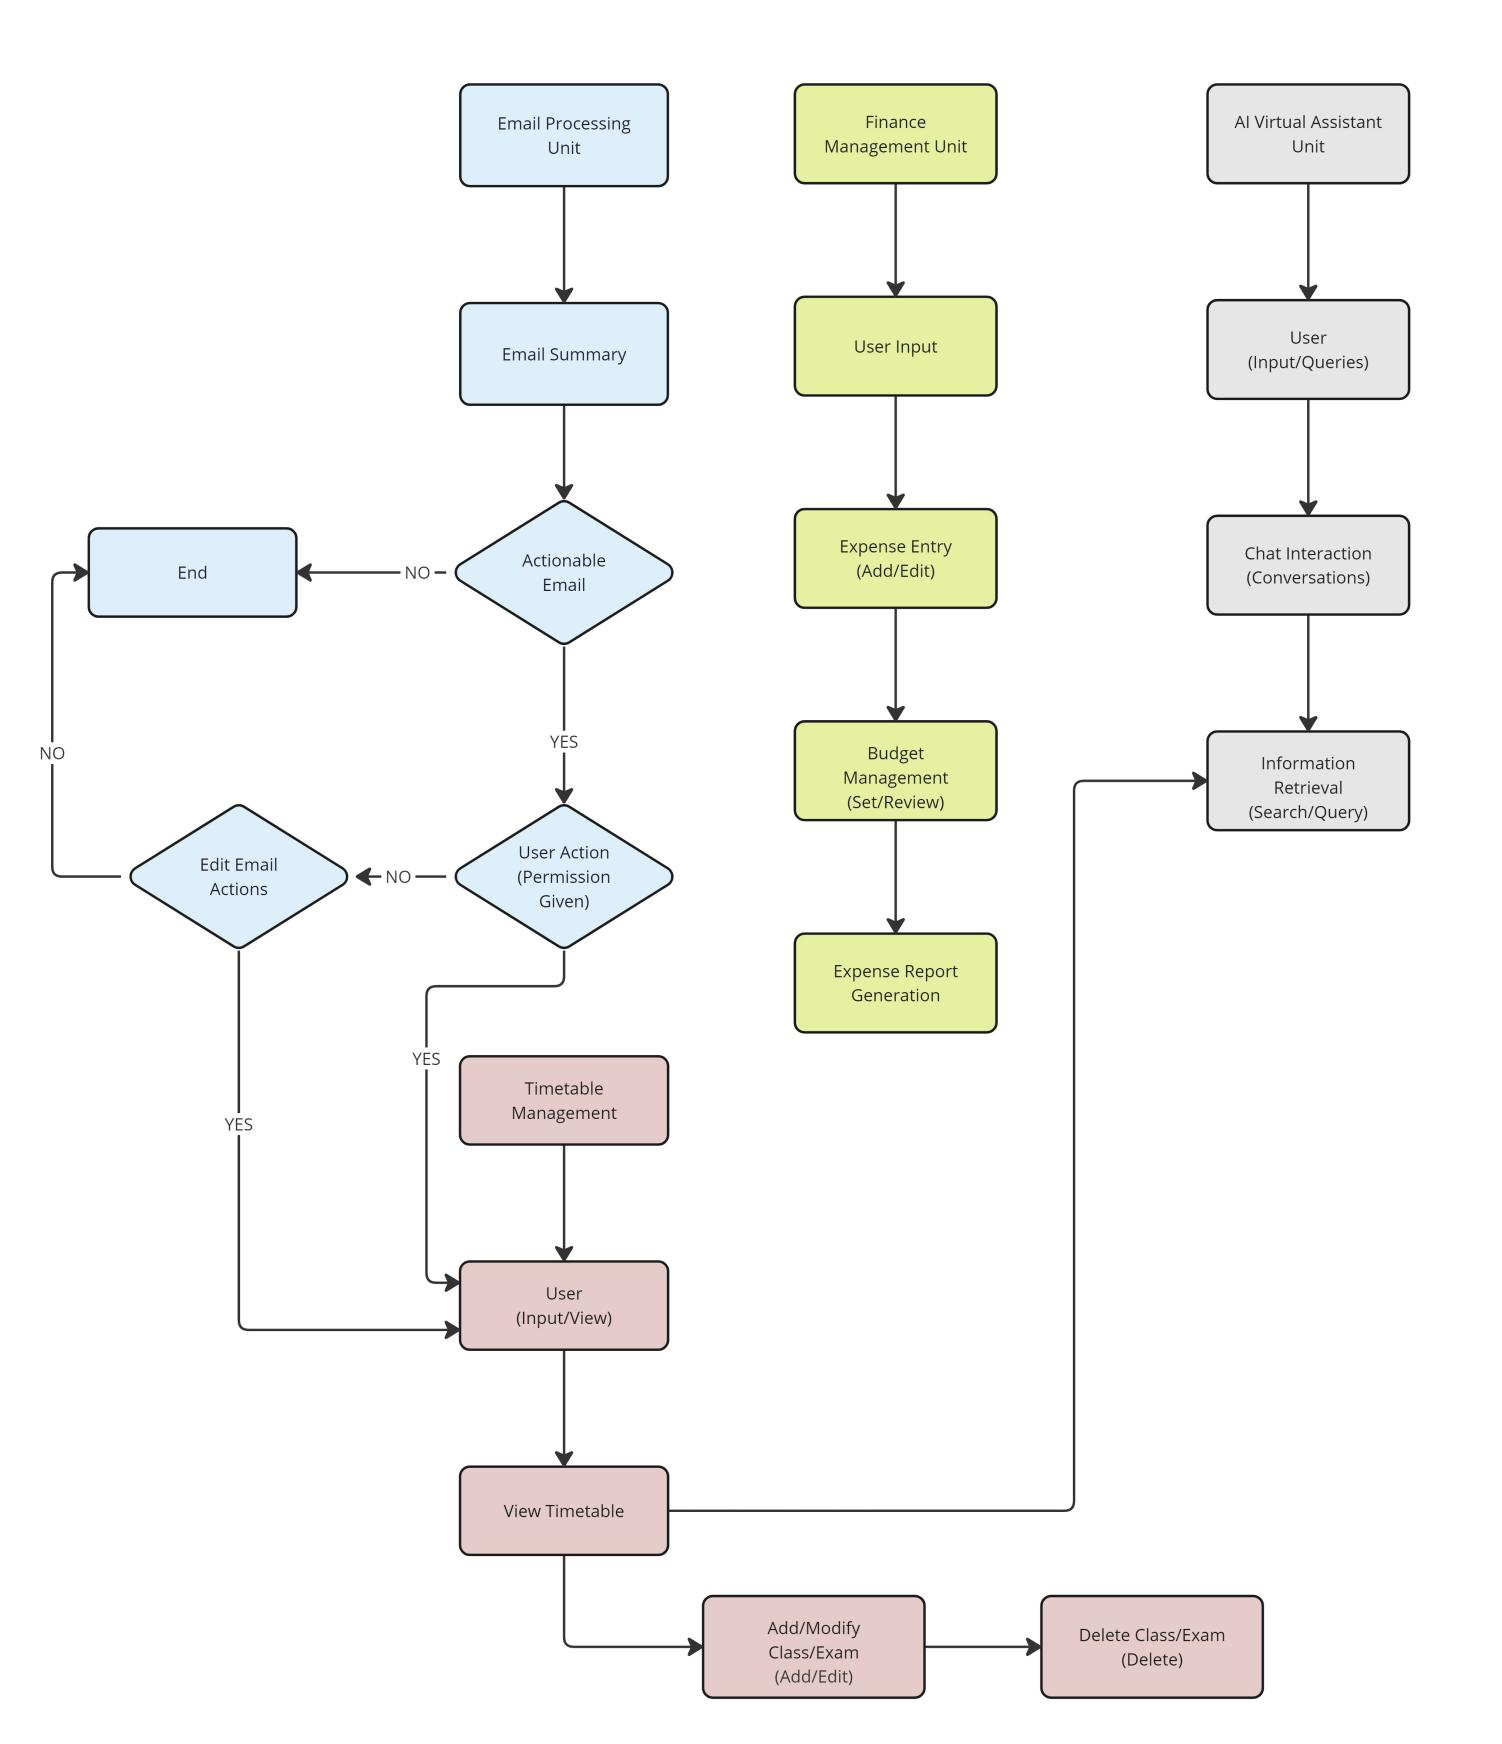 Email Processing
Unit
Finance
Management Unit
AI Virtual Assistant
Unit
Email Summary
User Input
User
(Input/Queries)
End
NO
Actionable
Email
Expense Entry
(Add/Edit)
Chat Interaction
(Conversations)
NO
YES
Budget
Management
(Set/Review)
Information
Retrieval
(Search/Query)
Edit Email
Actions
NO
User Action
(Permission
Given)
Expense Report
Generation
YES
YES
Timetable
Management
User
(Input/View)
View Timetable
Add/Modify
Class/Exam
(Add/Edit)
Delete Class/Exam
(Delete)